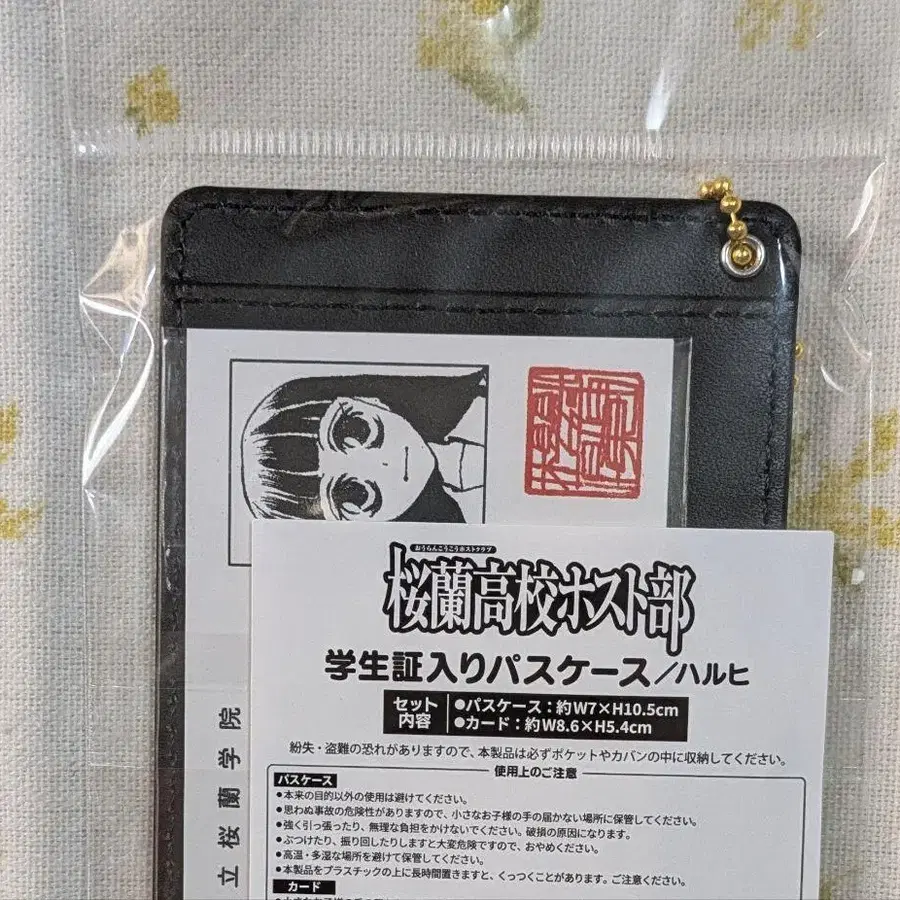 おうらんこうこうホストクラブ
桜蘭高校ホスト部
学生証入りパスケース／ハルヒ
セット内容
●パスケース：約W7×H10.5cm
●カード：約W8.6×H5.4cm
紛失・盗難の恐れがありますので、本製品は必ずポケットやカバンの中に収納してください。
使用上のご注意
パスケース
●本来の目的以外の使用は避けてください。
●思わぬ事故の危険性がありますので、小さなお子様の手の届かない場所に保管してください。
●強く引っ張ったり、無理な負担をかけないでください。破損の原因になります。
●ぶつけたり、振り回したりしますと大変危険ですので、おやめください。
●高温・多湿な場所を避けて保管してください。
●本製品をプラスチックの上に長時間置きますと、くっつくことがあります。ご注意ください。
カード
立桜蘭学院